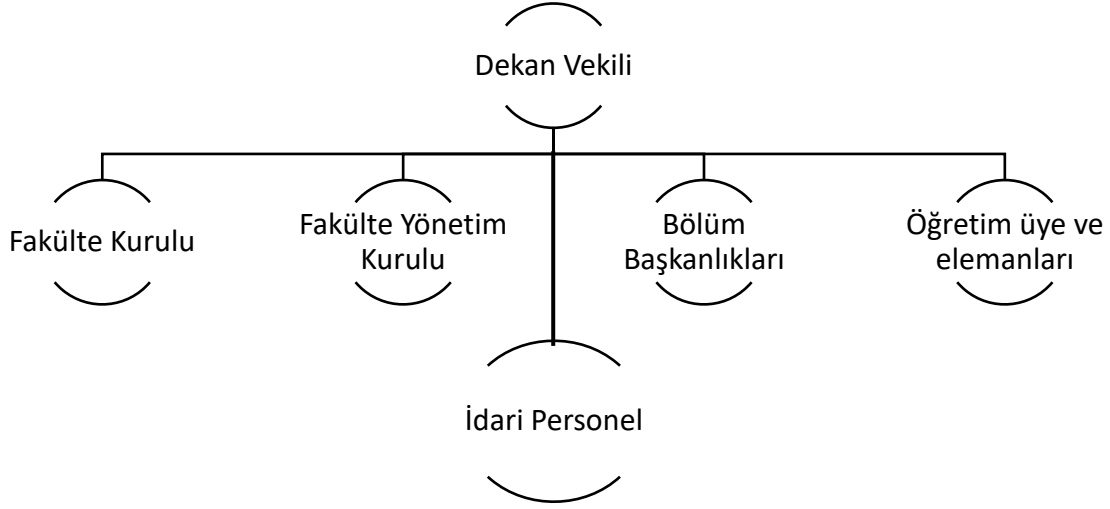 Dekan Vekili
Fakülte Kurulu
Fakülte Yönetim
Kurulu
Bölüm
Başkanlıkları
Öğretim üye ve
elemanları
İdari Personel